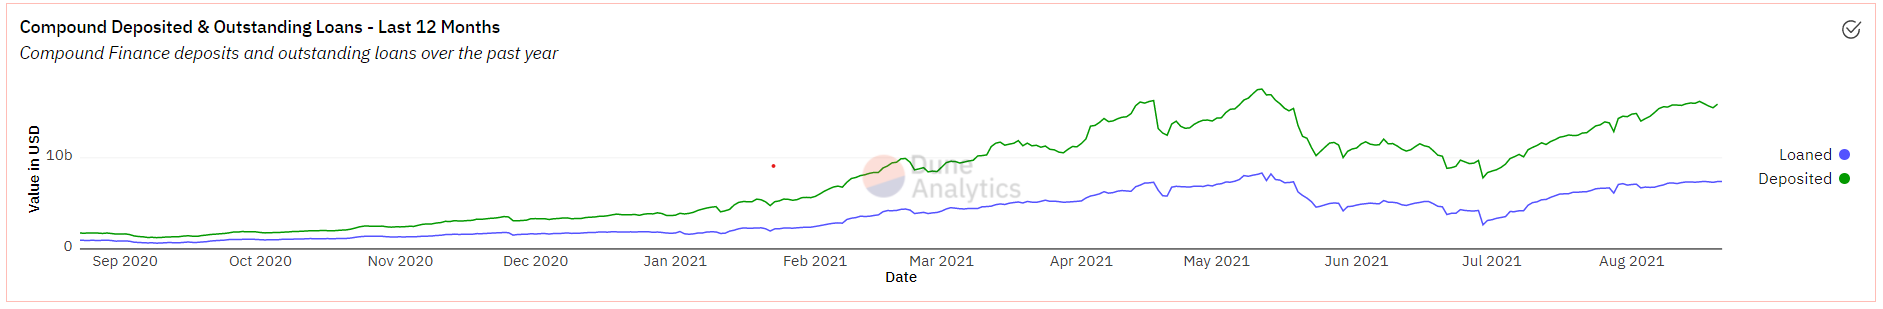 Compound Deposited & Outstanding Loans - Last 12 Months
Compound Finance deposits and outstanding loans over the past year
Value in USD
10b
0
Dune
Analytics
Sep 2020
Oct 2020
Nov 2020
Dec 2020
Jan 2021
Feb 2021
Mar 2021
Apr 2021
May 2021
Jun 2021
Jul 2021
Aug 2021
Date
Loaned
Deposited